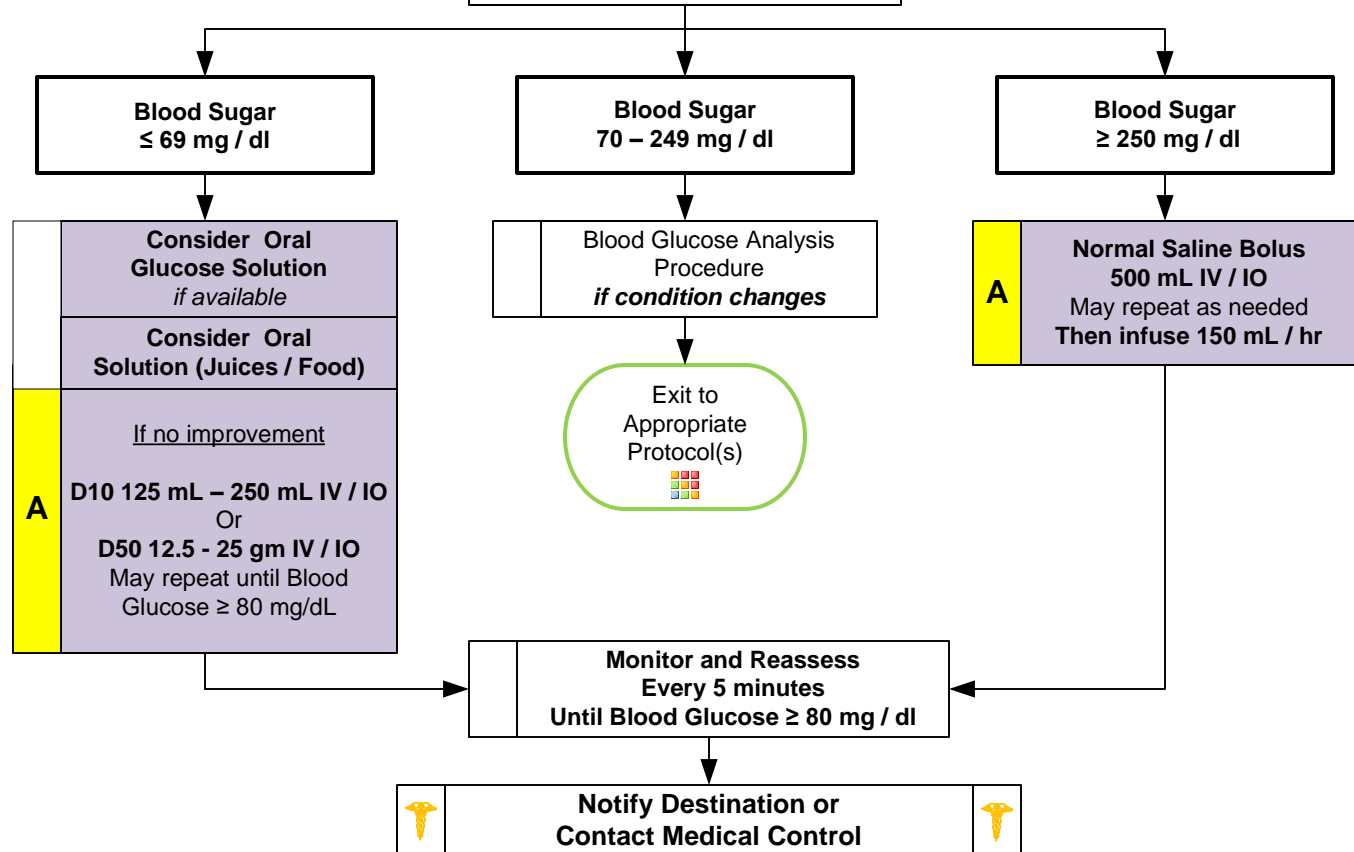 Blood Sugar
≤ 69 mg / dl
Blood Sugar
70 – 249 mg / dl
Blood Sugar
≥ 250 mg / dl
Consider Oral
Glucose Solution
if available
Consider Oral
Solution (Juices / Food)
A
If no improvement
D10 125 mL – 250 mL IV / IO
Or
D50 12.5 - 25 gm IV / IO
May repeat until Blood
Glucose ≥ 80 mg/dL
Blood Glucose Analysis
Procedure
if condition changes
Exit to
Appropriate
Protocol(s)
A
Normal Saline Bolus
500 mL IV / IO
May repeat as needed
Then infuse 150 mL / hr
Monitor and Reassess
Every 5 minutes
Until Blood Glucose ≥ 80 mg / dl
Notify Destination or
Contact Medical Control